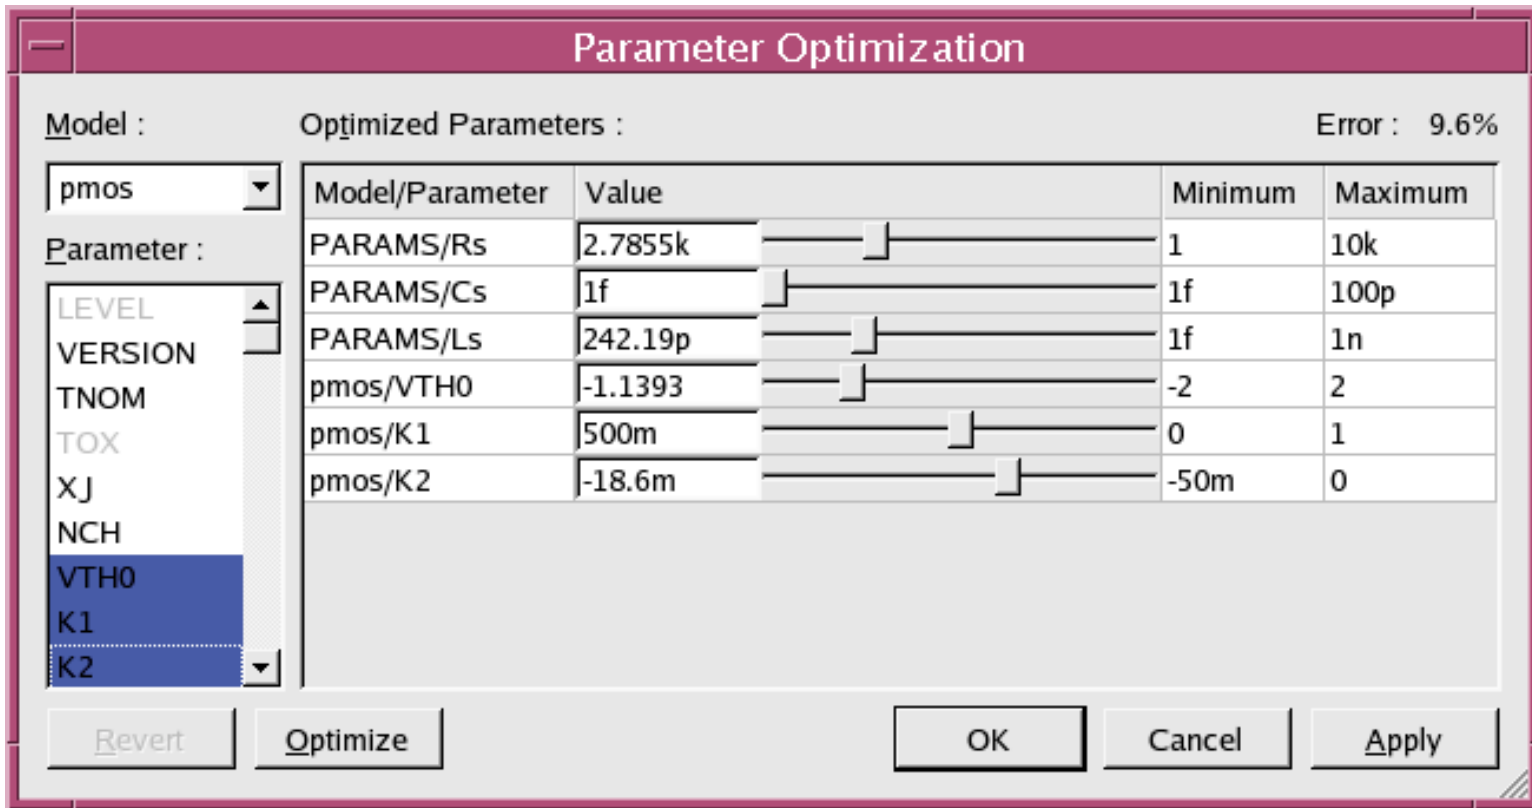 Parameter Optimization
Model : Optimized Parameters : Error : 9.6%
pmos Model/Parameter Value Minimum Maximum
Parameter : PARAMS/Rs 2.7855k 1 10k
LEVEL PARAMS/Cs 1f 1f 100p
VERSION PARAMS/Ls 242.19p 1f 1n
TNOM pmos/VTH0 -1.1393 -2 2
TOX pmos/K1 500m 0 1
XJ pmos/K2 -18.6m -50m 0
NCH
VTH0
K1
K2
Revert Optimize OK Cancel Apply